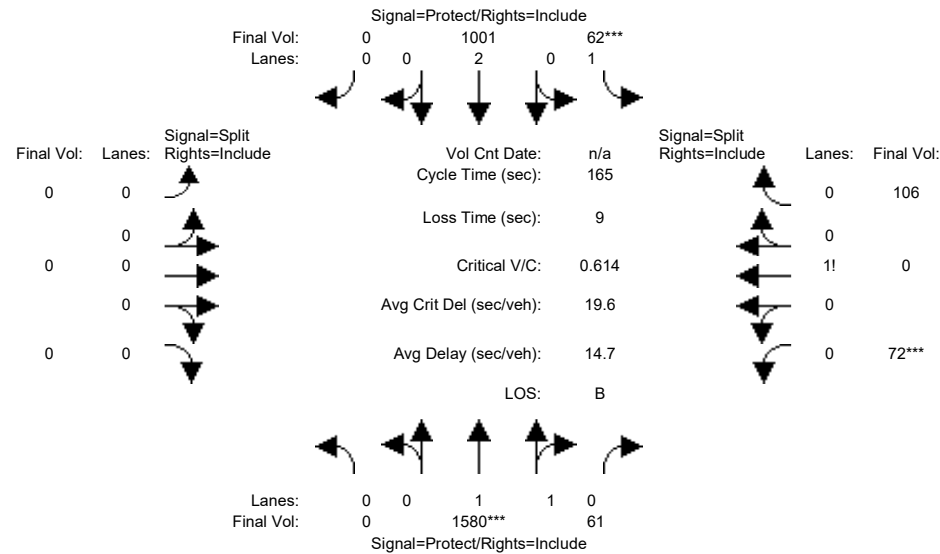 Signal=Protect/Rights=Include
Final Vol: 0 1001 62***
Lanes: 0 0 2 0 1
Signal=Split
Final Vol: Lanes: Rights=Include
Vol Cnt Date: n/a
Signal=Split
Rights=Include Lanes: Final Vol:
Cycle Time (sec): 165
0 0
0 106
Loss Time (sec): 9
0
0
0 0
Critical V/C: 0.614
1! 0
0
Avg Crit Del (sec/veh): 19.6
0
0 0
Avg Delay (sec/veh): 14.7
0 72***
LOS: B
Lanes: 0 0 1 1 0
Final Vol: 0 1580*** 61
Signal=Protect/Rights=Include